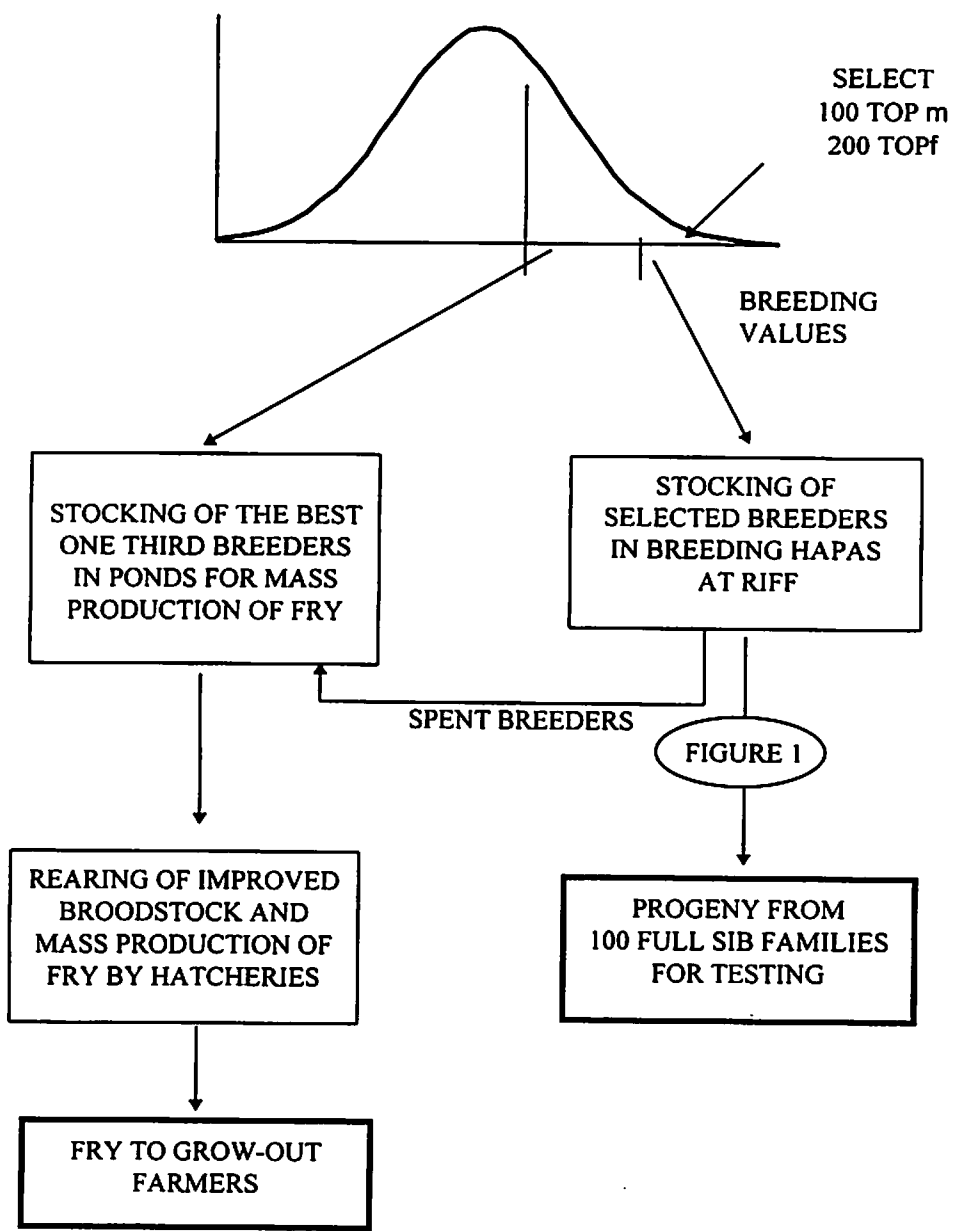 SELECT
100 TOP m
200 TOPf
BREEDING
VALUES
STOCKING OF THE BEST
ONE THIRD BREEDERS
IN PONDS FOR MASS
PRODUCTION OF FRY
STOCKING OF
SELECTED BREEDERS
IN BREEDING HAPAS
AT RIFF
SPENT BREEDERS
FIGURE 1
REARING OF IMPROVED
BROODSTOCK AND
MASS PRODUCTION OF
FRY BY HATCHERIES
PROGENY FROM
100 FULL SIB FAMILIES
FOR TESTING
FRY TO GROW-OUT
FARMERS